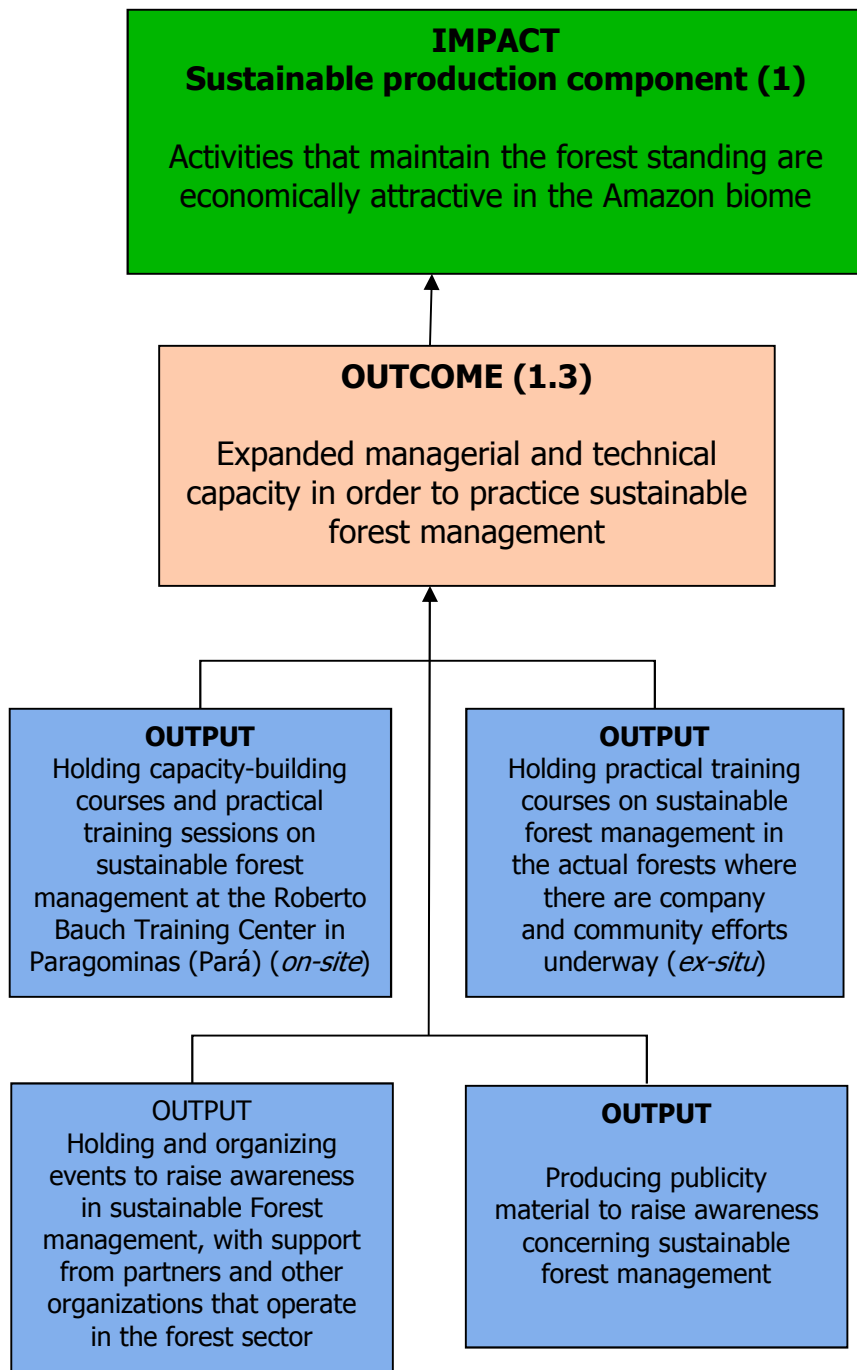 IMPACT
Sustainable production component (1)
Activities that maintain the forest standing are
economically attractive in the Amazon biome
OUTCOME (1.3)
Expanded managerial and technical
capacity in order to practice sustainable
forest management
OUTPUT
Holding capacity-building
courses and practical
training sessions on
sustainable forest
management at the Roberto
Bauch Training Center in
Paragominas (Pará) (on-site)
OUTPUT
Holding practical training
courses on sustainable
forest management in
the actual forests where
there are company
and community efforts
underway (ex-situ)
OUTPUT
Holding and organizing
events to raise awareness
in sustainable Forest
management, with support
from partners and other
organizations that operate
in the forest sector
OUTPUT
Producing publicity
material to raise awareness
concerning sustainable
forest management